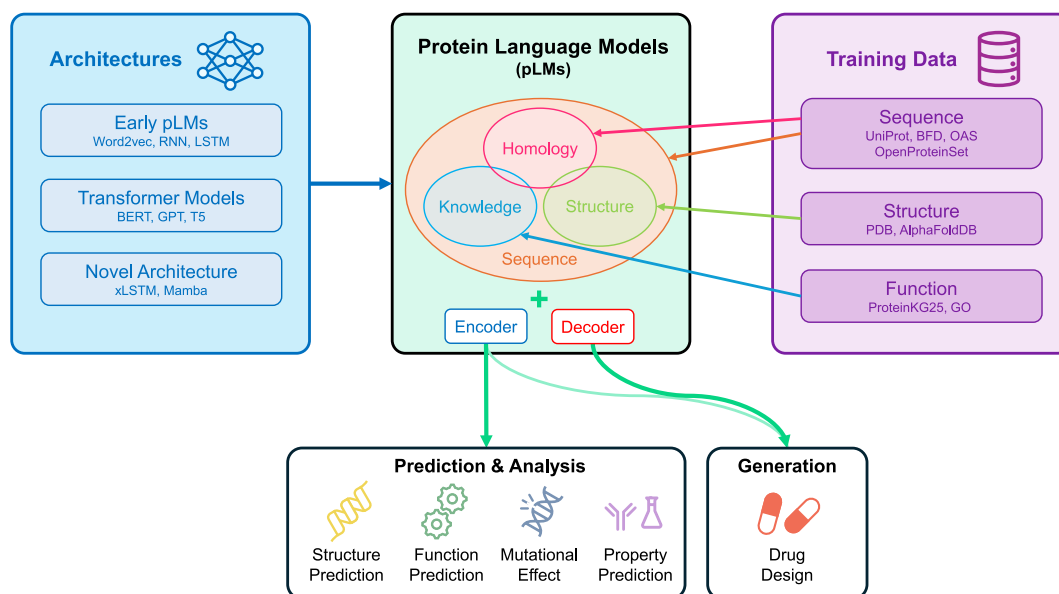 Architectures
Early pLMs
Word2vec, RNN, LSTM
Transformer Models
BERT, GPT, T5
Novel Architecture
xLSTM, Mamba
Protein Language Models
(pLMs)
Homology
Knowledge
Structure
Sequence
+
Encoder
Decoder
Training Data
Sequence
UniProt, BFD, OAS
OpenProteinSet
Structure
PDB, AlphaFoldDB
Function
ProteinKG25, GO
Prediction & Analysis
Structure
Prediction
Function
Prediction
Mutational
Effect
Property
Prediction
Generation
Drug
Design